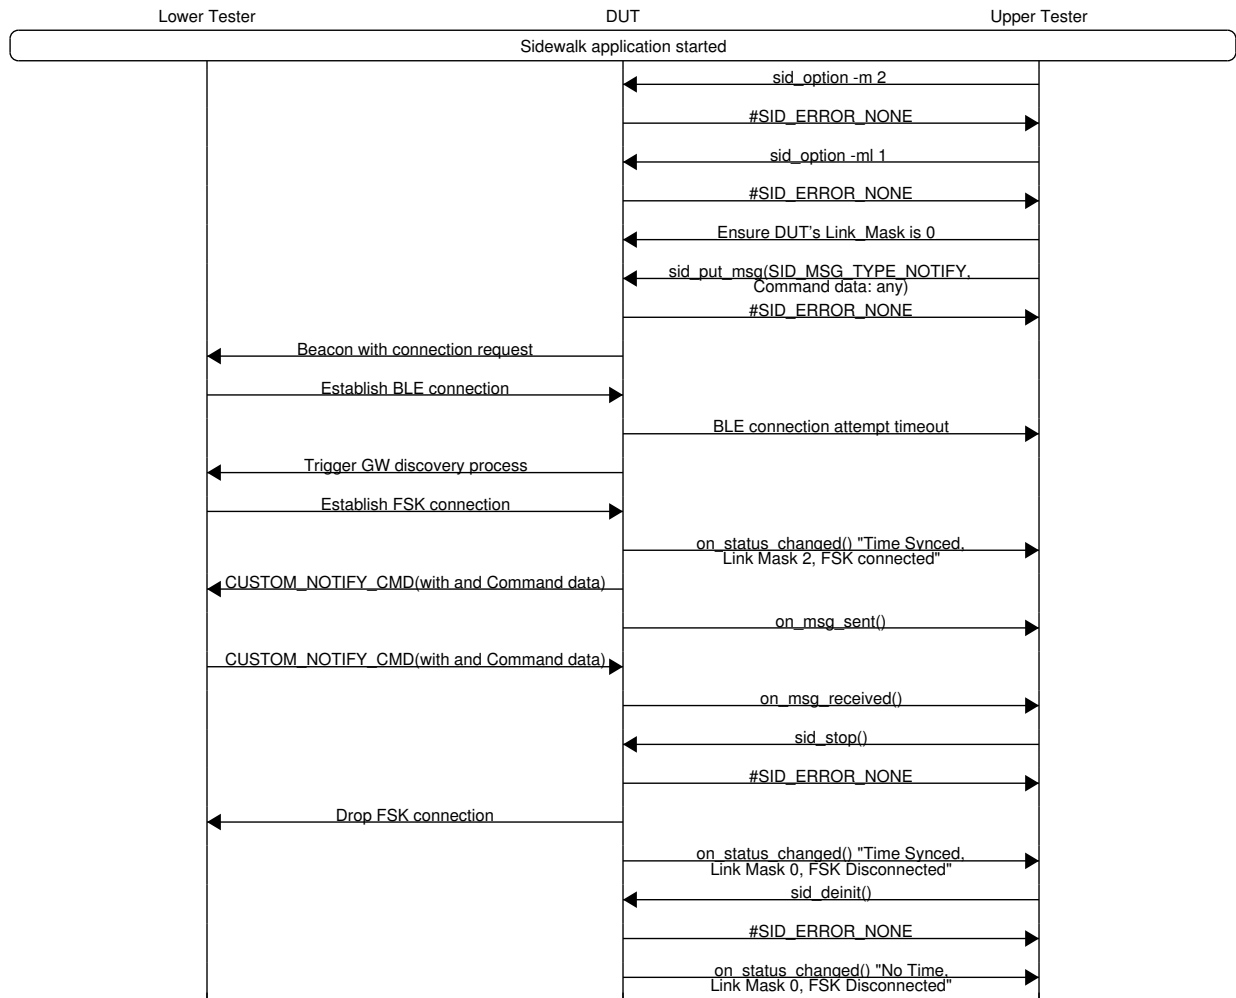 Lower Tester DUT Upper Tester
Sidewalk application started
sid_option -m 2
#SID_ERROR_NONE
sid_option -ml 1
#SID_ERROR_NONE
Ensure DUT's Link_Mask is 0
sid_put_msg(SID_MSG_TYPE_NOTIFY,
Command data: any)
#SID_ERROR_NONE
Beacon with connection request
Establish BLE connection
BLE connection attempt timeout
Trigger GW discovery process
Establish FSK connection
on_status_changed() "Time Synced,
Link Mask 2, FSK connected"
CUSTOM_NOTIFY_CMD(with and Command data)
on_msg_sent()
CUSTOM_NOTIFY_CMD(with and Command data)
on_msg_received()
sid_stop()
#SID_ERROR_NONE
Drop FSK connection
on_status_changed() "Time Synced,
Link Mask 0, FSK Disconnected"
sid_deinit()
#SID_ERROR_NONE
on_status_changed() "No Time,
Link Mask 0, FSK Disconnected"